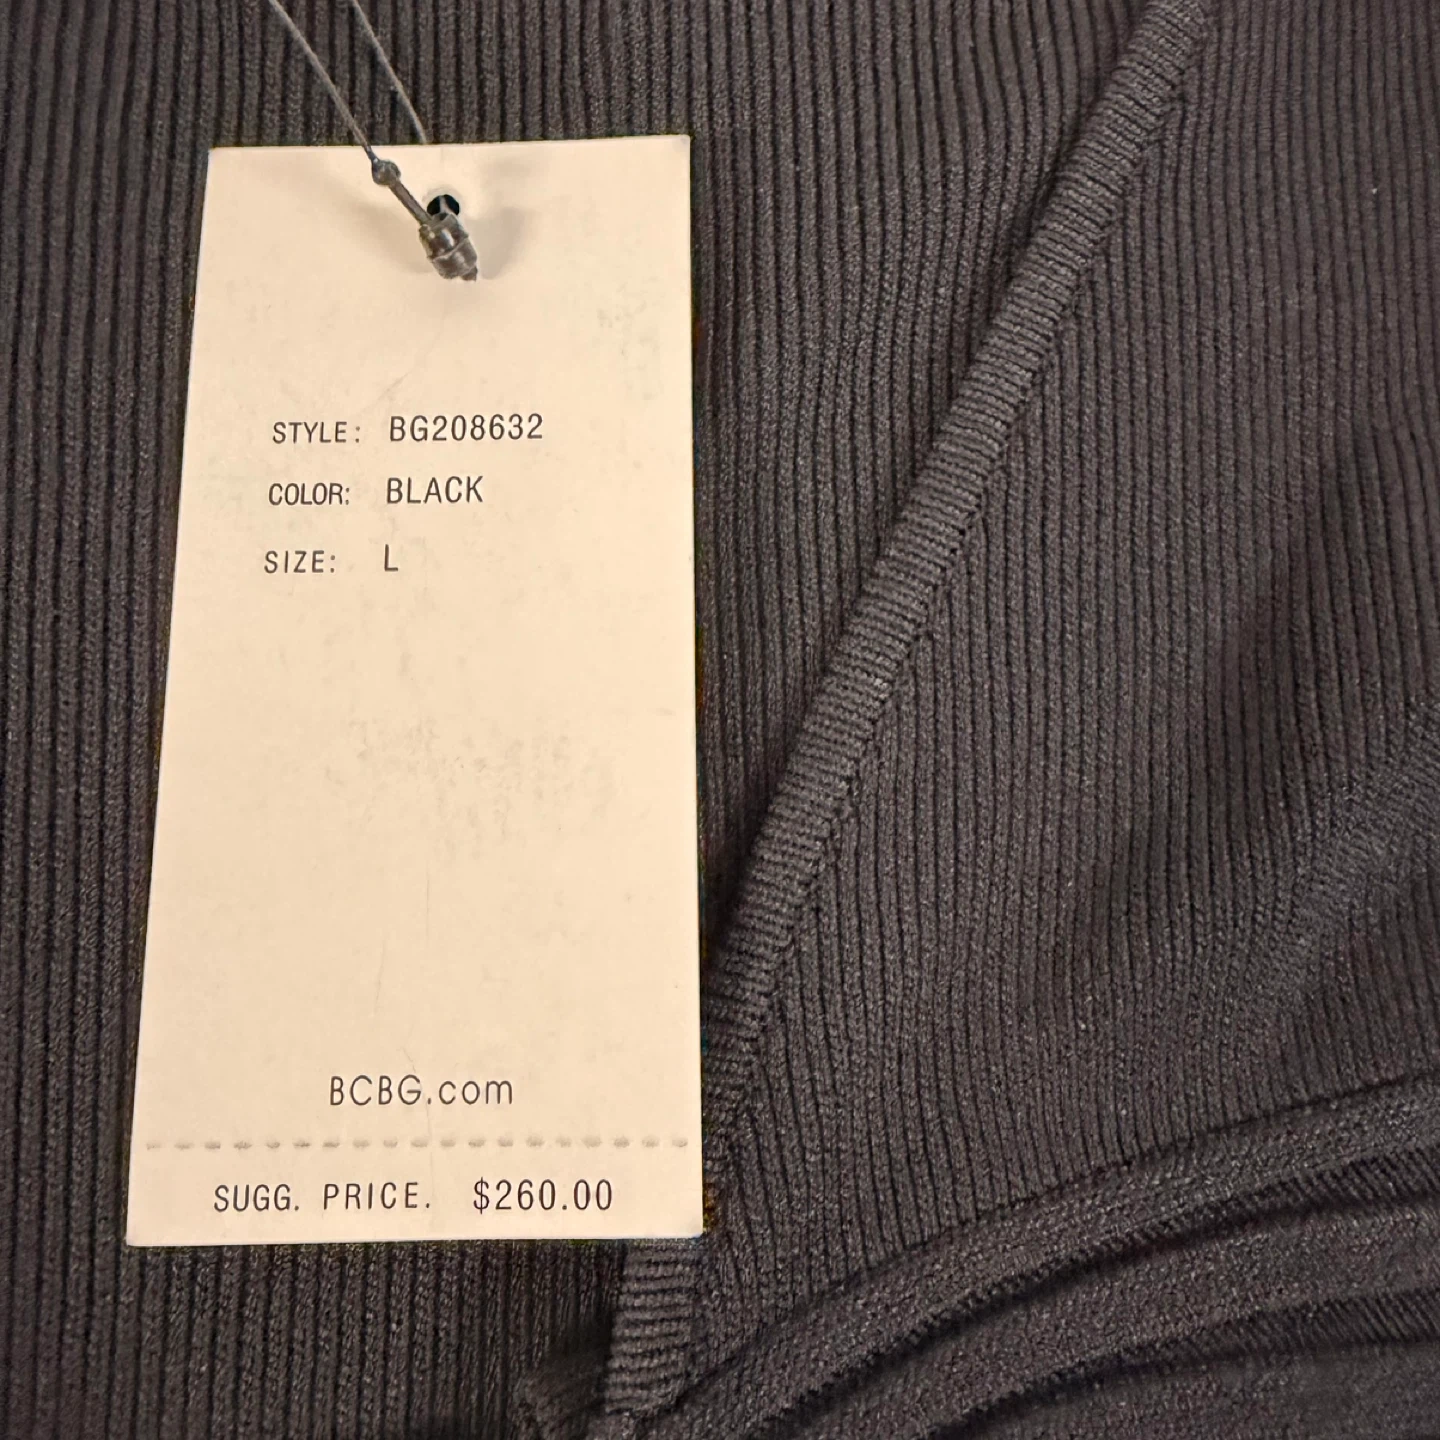 STYLE: BG208632
COLOR: BLACK
SIZE: L
BCBG.com
SUGG. PRICE. $260.00